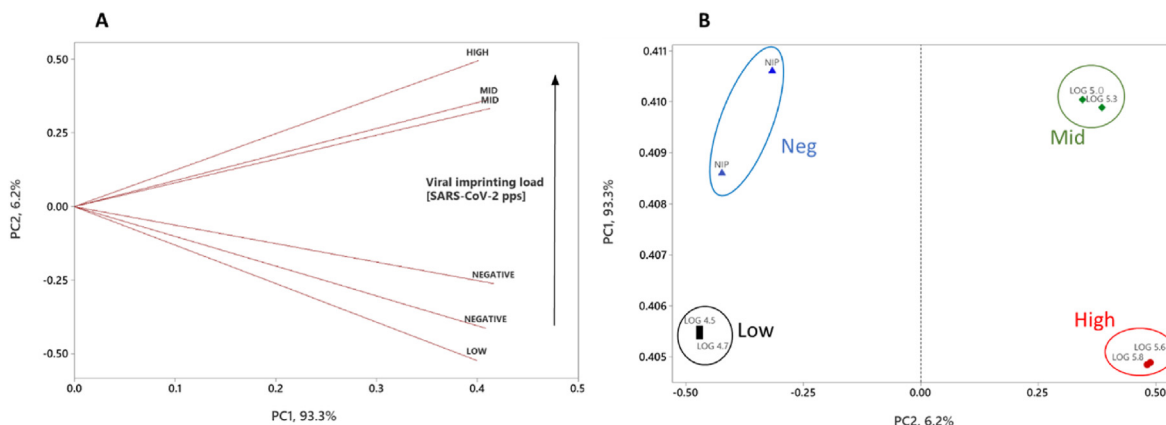 A
0.50
0.25
0.00
-0.25
-0.50
PC2, 6.2%
HIGH
MID
MID
Viral imprinting load
[SARS-CoV-2 pps]
NEGATIVE
NEGATIVE
LOW
0.0
0.1
0.2
0.3
0.4
0.5
PC1, 93.3%
B
0.411
0.410
0.409
0.408
0.407
0.406
0.405
PC1, 93.3%
NIP
NIP
Neg
LOG 5.0
LOG 5.3
Mid
LOG 4.5
LOG 4.7
Low
High
LOG 5.6
LOG 5.8
-0.50
-0.25
0.00
0.25
0.50
PC2, 6.2%